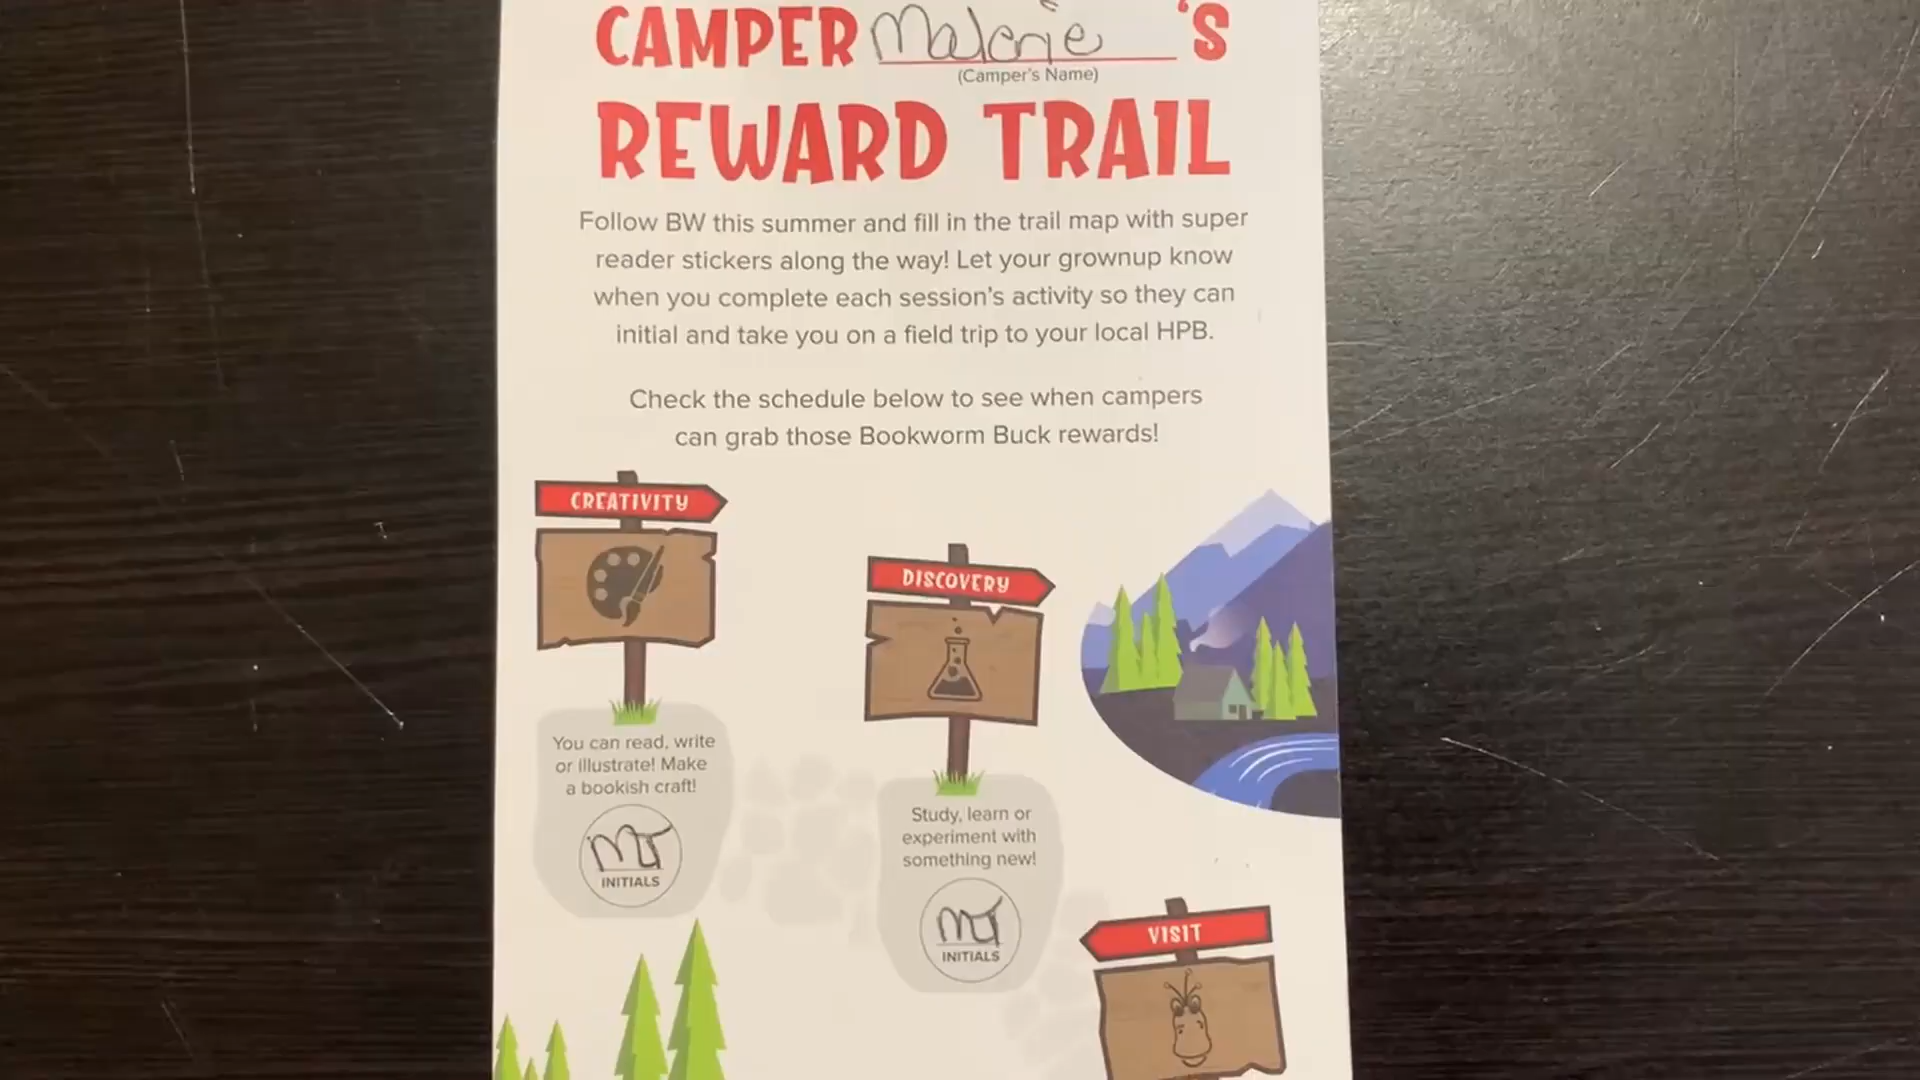 CAMPER Malorie 'S
(Camper's Name)
REWARD TRAIL
Follow BW this summer and fill in the trail map with super
reader stickers along the way! Let your grownup know
when you complete each session's activity so they can
initial and take you on a field trip to your local HPB.
Check the schedule below to see when campers
can grab those Bookworm Buck rewards!
CREATIVITY
You can read, write
or illustrate! Make
a bookish craft!
MT
INITIALS
DISCOVERY
Study, learn or
experiment with
something new!
MT
INITIALS
VISIT